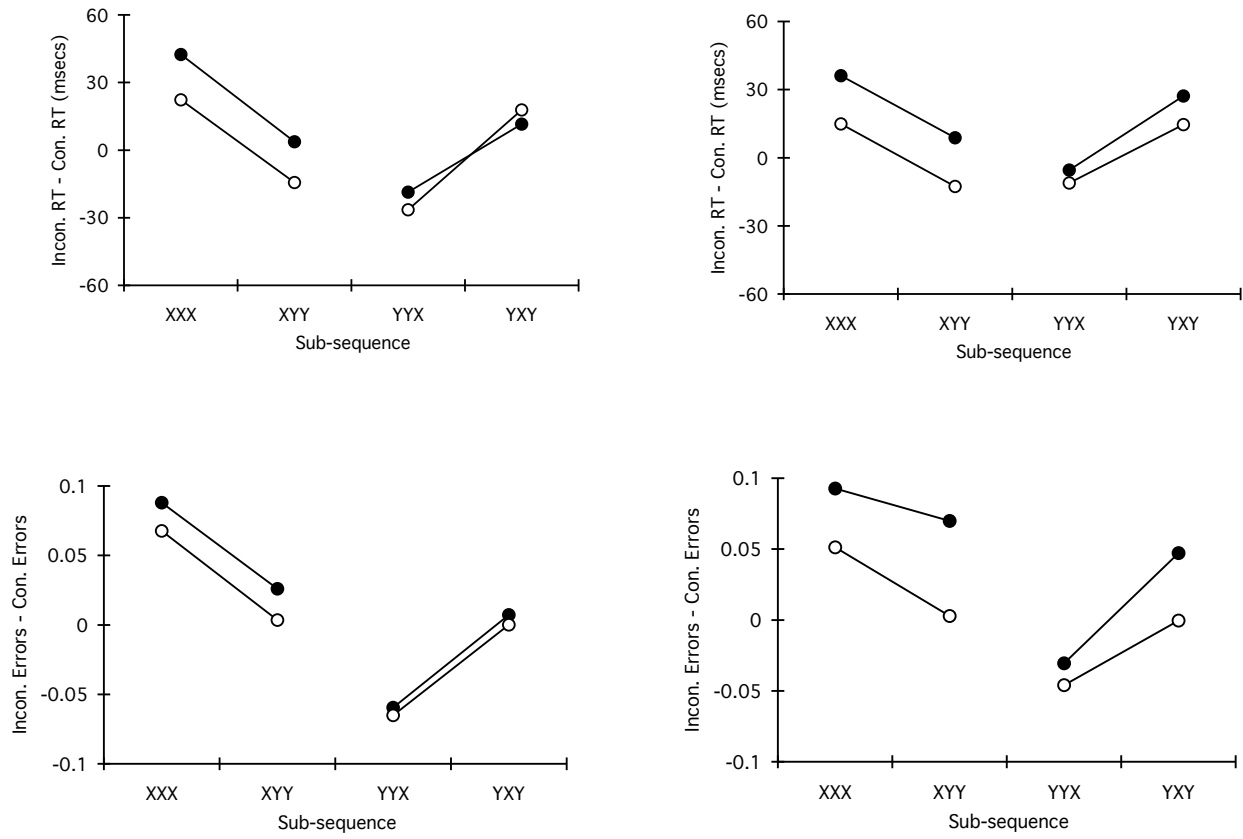 60
30
0
-30
-60
Incon. RT - Con. RT (msecs)
XXX XYY YYX YXY
Sub-sequence
60
30
0
-30
-60
Incon. RT - Con. RT (msecs)
XXX XYY YYX YXY
Sub-sequence
0.1
0.05
0
-0.05
-0.1
Incon. Errors - Con. Errors
XXX XYY YYX YXY
Sub-sequence
0.1
0.05
0
-0.05
-0.1
Incon. Errors - Con. Errors
XXX XYY YYX YXY
Sub-sequence